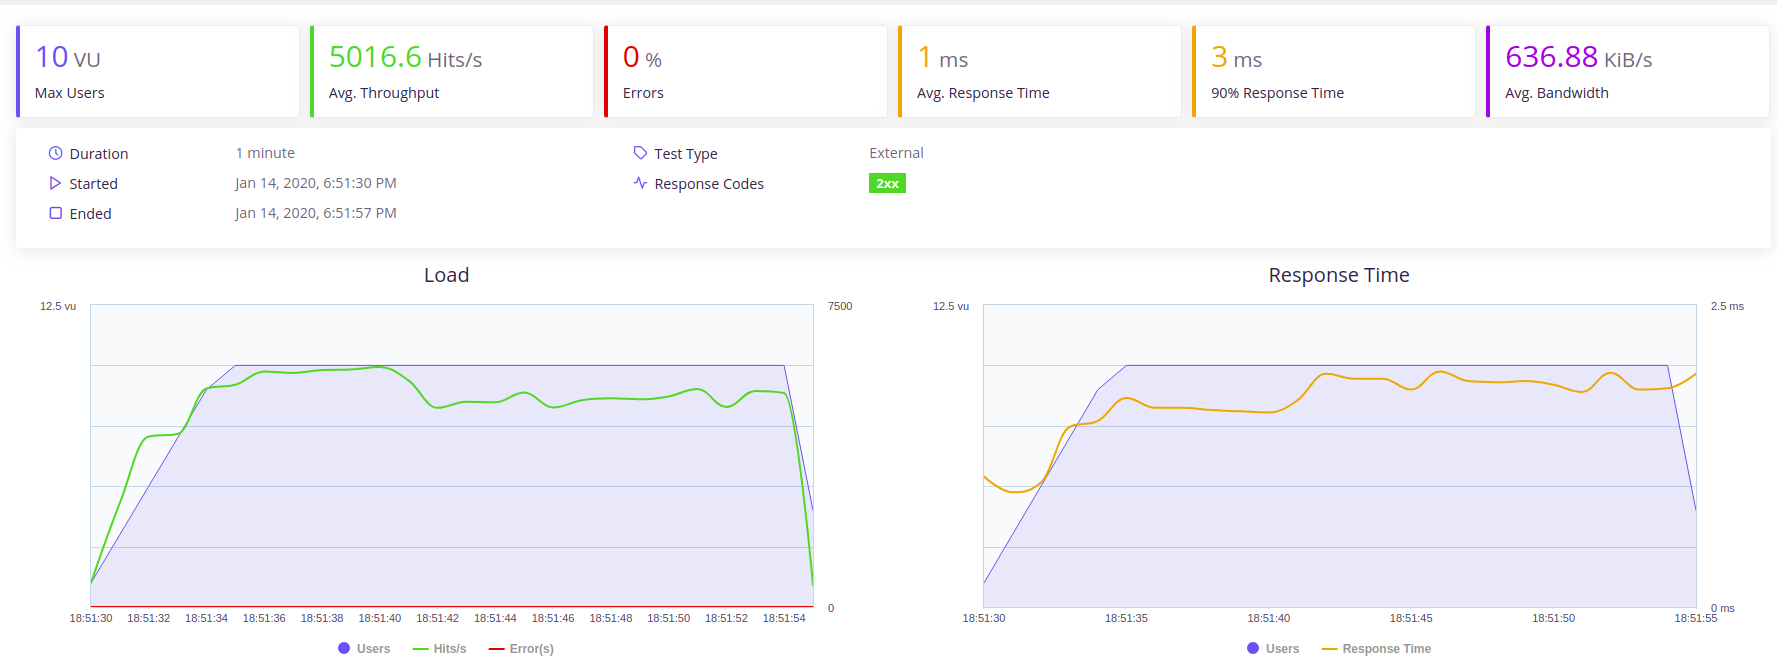 10 VU
Max Users
5016.6 Hits/s
Avg. Throughput
0 %
Errors
1 ms
Avg. Response Time
3 ms
90% Response Time
636.88 KiB/s
Avg. Bandwidth
Duration 1 minute
Started Jan 14, 2020, 6:51:30 PM
Ended Jan 14, 2020, 6:51:57 PM
Test Type External
Response Codes 2xx
Load
12.5 vu 7500
0
18:51:30 18:51:32 18:51:34 18:51:36 18:51:38 18:51:40 18:51:42 18:51:44 18:51:46 18:51:48 18:51:50 18:51:52 18:51:54
Users Hits/s Error(s)
Response Time
12.5 vu 2.5 ms
0 ms
18:51:30 18:51:35 18:51:40 18:51:45 18:51:50 18:51:55
Users Response Time